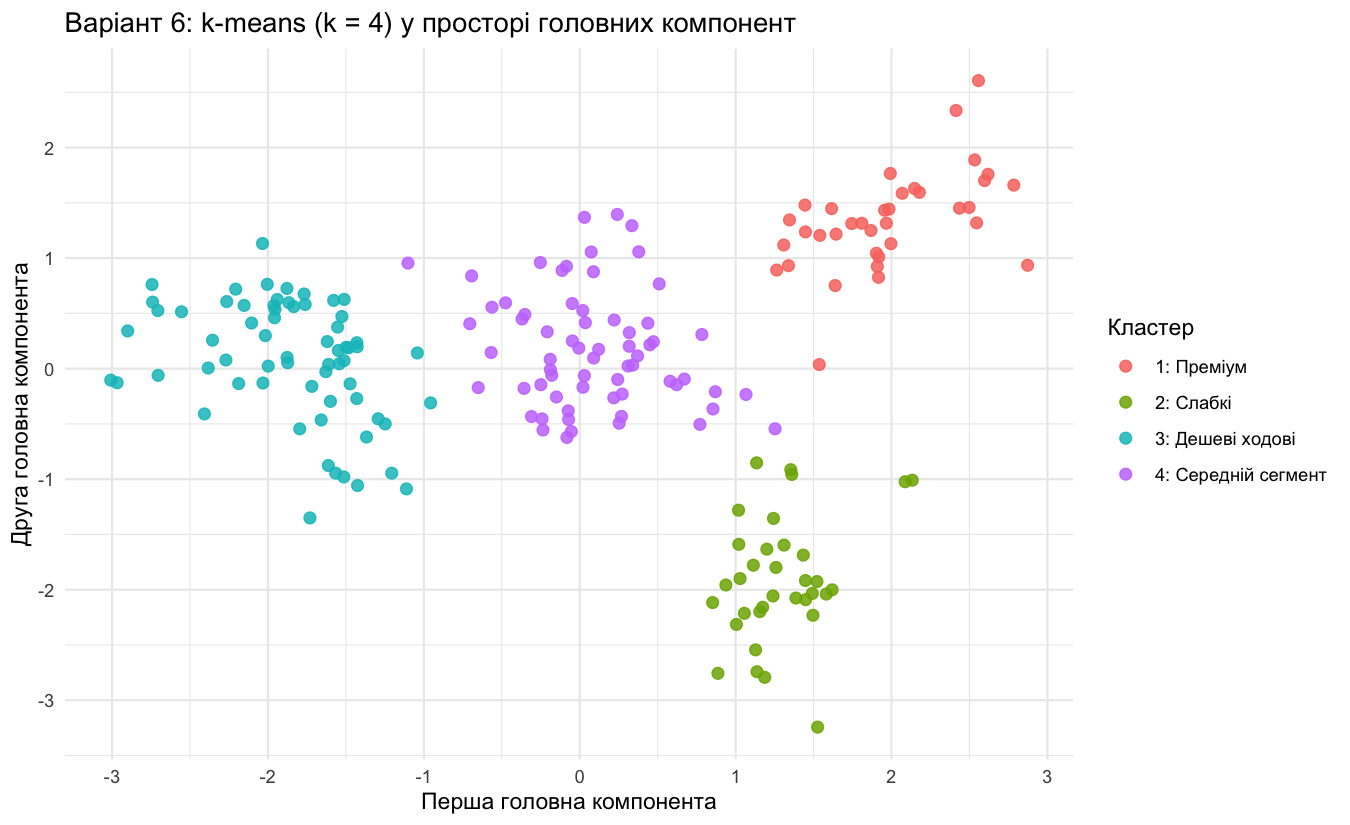 Варіант 6: k-means (k = 4) у просторі головних компонент
Друга головна компонента
2
1
0
-1
-2
-3
-3
-2
-1
0
1
2
3
Перша головна компонента
Кластер
1: Преміум
2: Слабкі
3: Дешеві ходові
4: Середній сегмент